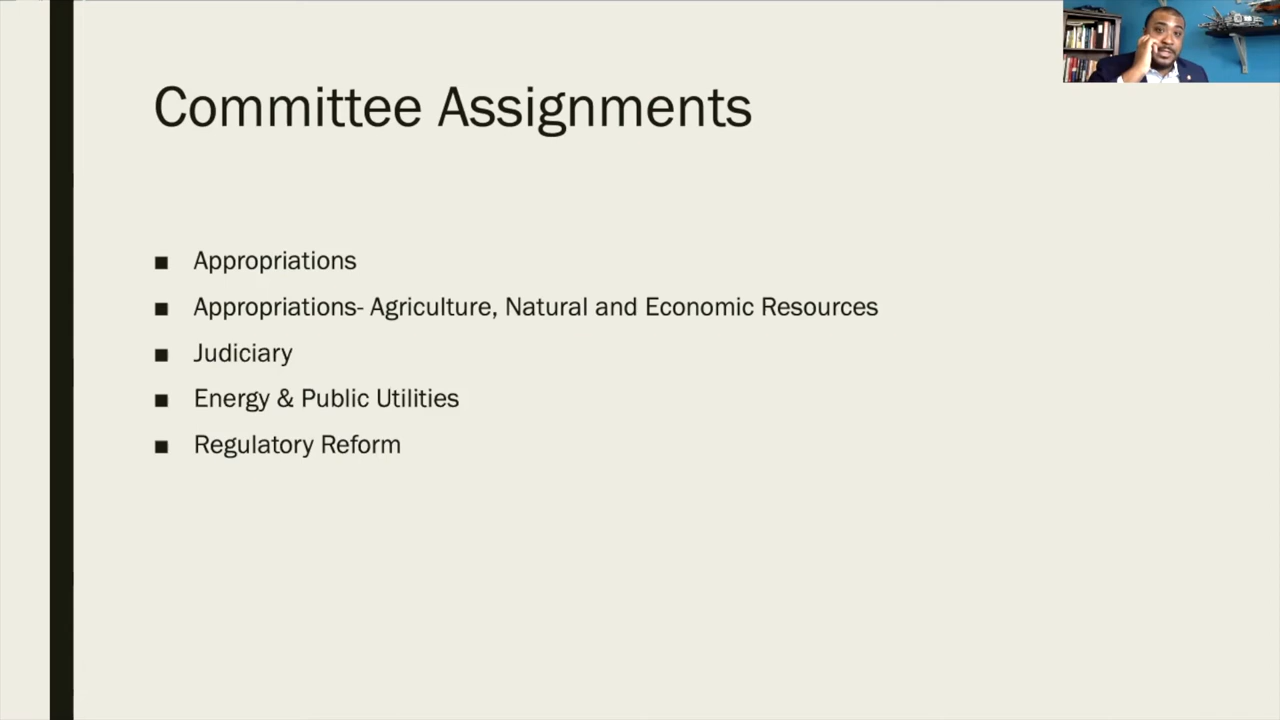 Committee Assignments
Appropriations
Appropriations- Agriculture, Natural and Economic Resources
Judiciary
Energy & Public Utilities
Regulatory Reform